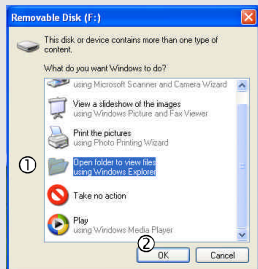 Removable Disk (F:)
This disk or device contains more than one type of
content.
What do you want Windows to do?
using Microsoft Scanner and Camera Wizard
View a slideshow of the images
using Windows Picture and Fax Viewer
Print the pictures
using Photo Printing Wizard
① Open folder to view files
using Windows Explorer
Take no action
Play
using Windows Media Player
②
OK Cancel